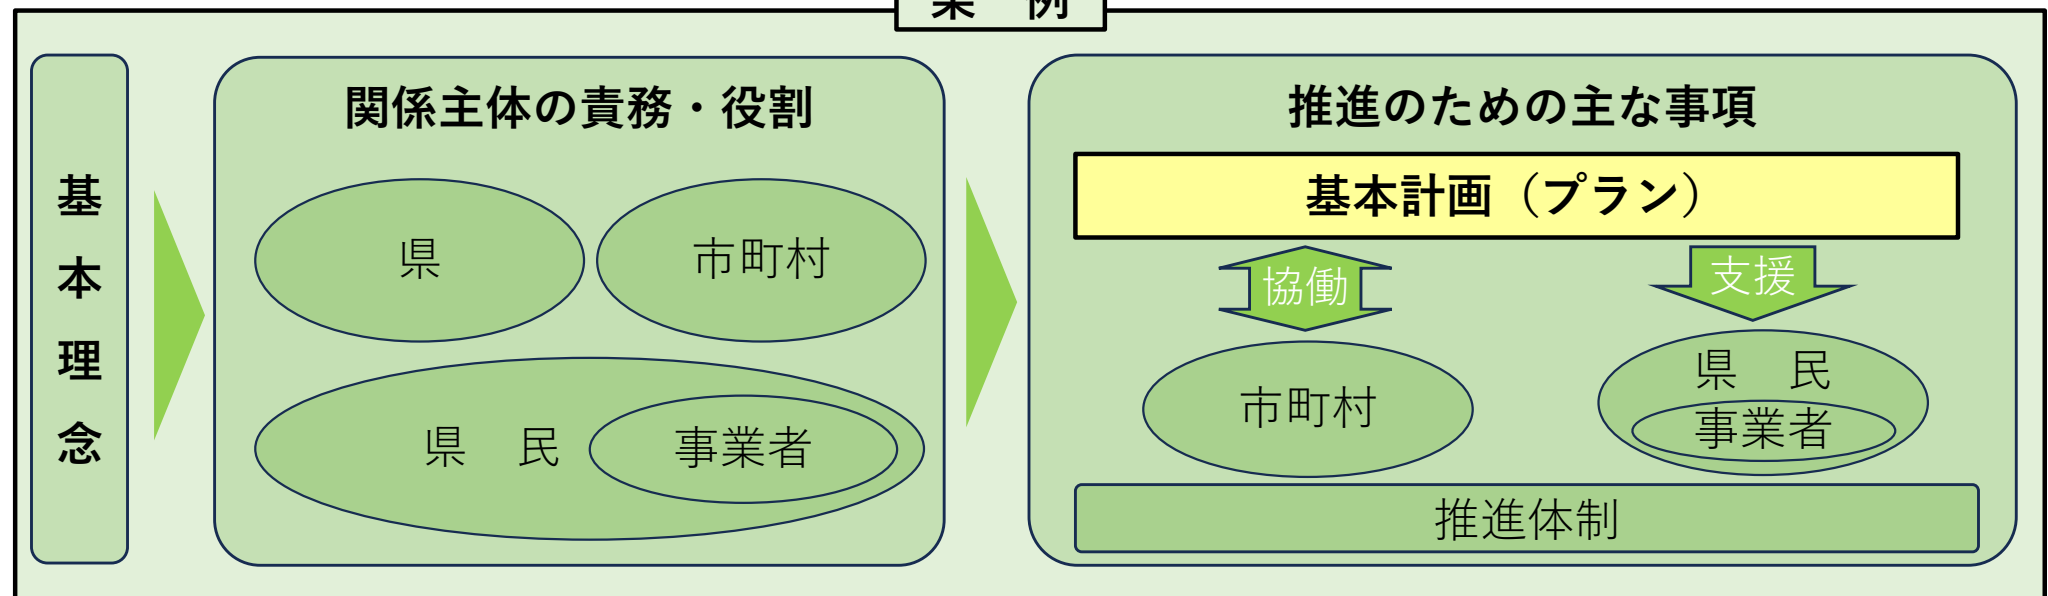 基本理念
関係主体の責務・役割
県
市町村
県　民
事業者
推進のための主な事項
基本計画（プラン）
協働
支援
市町村
県　民
事業者
推進体制